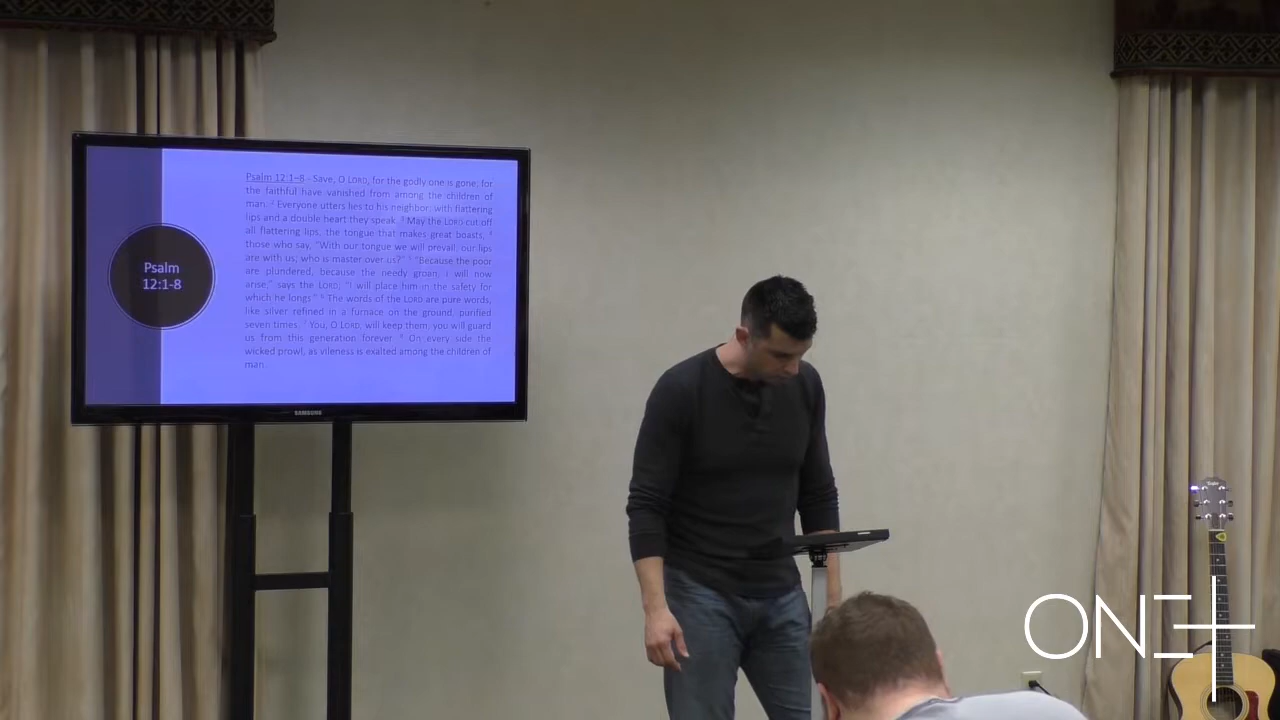 Psalm 12:1–8 - Save, O LORD, for the godly one is gone; for
the faithful have vanished from among the children of
man. 2 Everyone utters lies to his neighbor; with flattering
lips and a double heart they speak. 3 May the LORD cut off
all flattering lips, the tongue that makes great boasts, 4
those who say, “With our tongue we will prevail, our lips
are with us; who is master over us?” 5 “Because the poor
are plundered, because the needy groan, I will now
arise,” says the LORD; “I will place him in the safety for
which he longs” 6 The words of the LORD are pure words,
like silver refined in a furnace on the ground, purified
seven times. 7 You, O LORD, will keep them; you will guard
us from this generation forever. 8 On every side the
wicked prowl, as vileness is exalted among the children of
man.
Psalm
12:1-8
SAMSUNG
Taylor
ONE